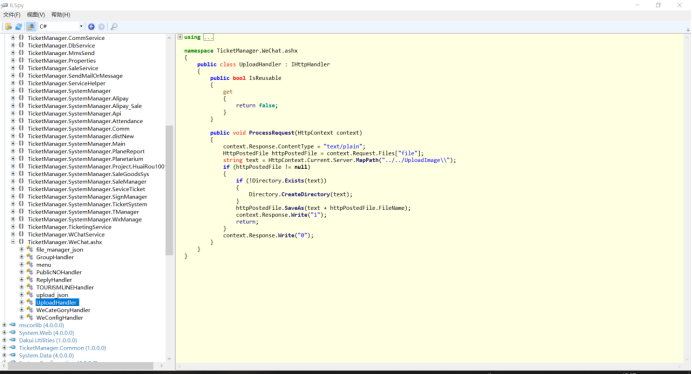 ILSpy
文件(F) 视图(V) 帮助(H)
C#
TicketManager.CommService
TicketManager.DbService
TicketManager.MmsSend
TicketManager.Properties
TicketManager.SaleService
TicketManager.SendMailOrMessage
TicketManager.ServiceHelper
TicketManager.SystemManager
TicketManager.SystemManager.Alipay
TicketManager.SystemManager.Alipay_Sale
TicketManager.SystemManager.Api
TicketManager.SystemManager.Attendance
TicketManager.SystemManager.Comm
TicketManager.SystemManager.distNew
TicketManager.SystemManager.Main
TicketManager.SystemManager.PlaneReport
TicketManager.SystemManager.Planetarium
TicketManager.SystemManager.Project.HuaiRou1001
TicketManager.SystemManager.SaleGoodsSys
TicketManager.SystemManager.SaleManager
TicketManager.SystemManager.SeviceTicket
TicketManager.SystemManager.SignManager
TicketManager.SystemManager.TicketSystem
TicketManager.SystemManager.TManager
TicketManager.SystemManager.WxManage
TicketManager.TicketingService
TicketManager.WChatService
TicketManager.WeChat.ashx
file_manager_json
GroupHandler
menu
PublicNOHandler
ReplyHandler
TOURISMLINEHandler
upload_json
UploadHandler
WeCateGoryHandler
WeConfigHandler
mscorlib (4.0.0.0)
System.Web (4.0.0.0)
Dakui.Utilities (1.0.0.0)
TicketManager.Common (1.0.0.0)
System.Data (4.0.0.0)
using ...
namespace TicketManager.WeChat.ashx
{
public class UploadHandler : IHttpHandler
{
public bool IsReusable
{
get
{
return false;
}
}
public void ProcessRequest(HttpContext context)
{
context.Response.ContentType = "text/plain";
HttpPostedFile httpPostedFile = context.Request.Files["file"];
string text = HttpContext.Current.Server.MapPath("../../UploadImage\\");
if (httpPostedFile != null)
{
if (!Directory.Exists(text))
{
Directory.CreateDirectory(text);
}
httpPostedFile.SaveAs(text + httpPostedFile.FileName);
context.Response.Write("1");
return;
}
context.Response.Write("0");
}
}
}